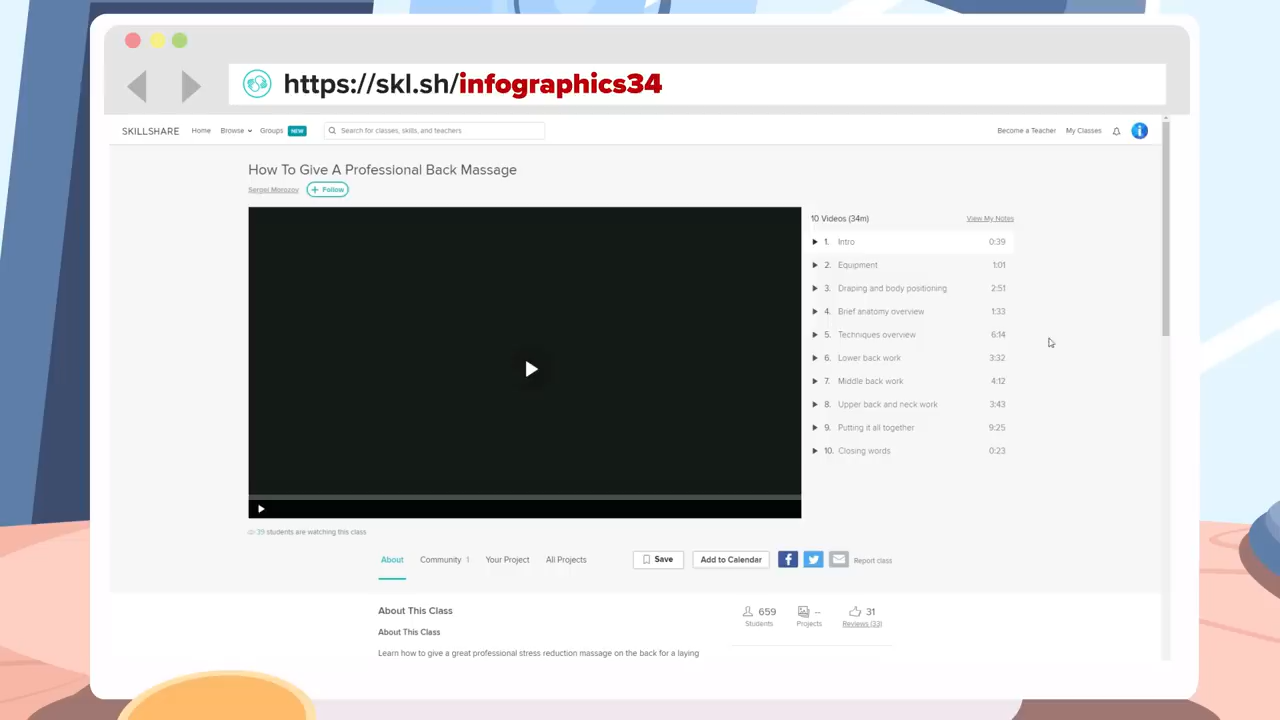 https://skl.sh/infographics34
SKILLSHARE Home Browse Groups NEW Search for classes, skills, and teachers Become a Teacher My Classes
How To Give A Professional Back Massage
Sergei Morozov + Follow
10 Videos (34m) View My Notes
1. Intro 0:39
2. Equipment 1:01
3. Draping and body positioning 2:51
4. Brief anatomy overview 1:33
5. Techniques overview 6:14
6. Lower back work 3:32
7. Middle back work 4:12
8. Upper back and neck work 3:43
9. Putting it all together 9:25
10. Closing words 0:23
39 students are watching this class
About Community 1 Your Project All Projects Save Add to Calendar Report class
About This Class 659 -- 31
Students Projects Reviews (33)
About This Class
Learn how to give a great professional stress reduction massage on the back for a laying